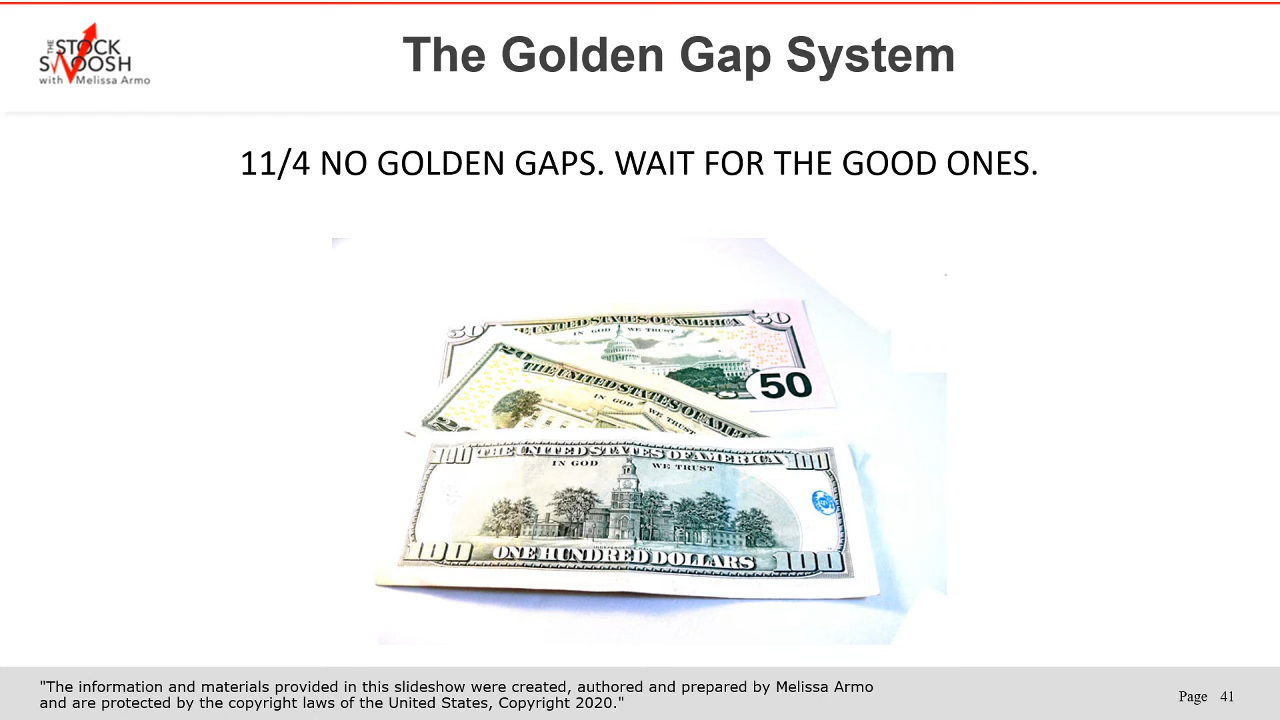 THE
STOCK
SWOOSH
with Melissa Armo
The Golden Gap System
11/4 NO GOLDEN GAPS. WAIT FOR THE GOOD ONES.
50 THE UNITED STATES OF AMERICA 50
IN GOD WE TRUST
50
20 THE UNITED STATES OF AMERICA
IN GOD WE TRUST
20
100 THE UNITED STATES OF AMERICA 100
IN GOD WE TRUST
100 ONE HUNDRED DOLLARS 100
"The information and materials provided in this slideshow were created, authored and prepared by Melissa Armo
and are protected by the copyright laws of the United States, Copyright 2020."
Page 41